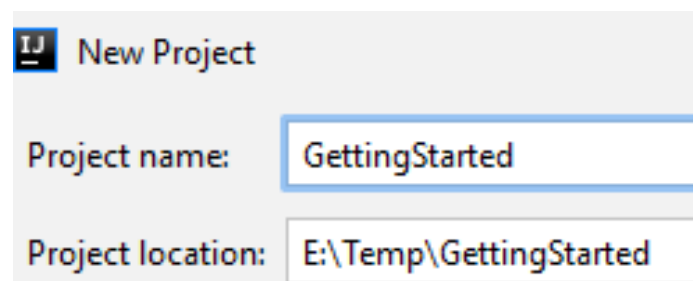 IJ New Project
Project name: GettingStarted
Project location: E:\Temp\GettingStarted